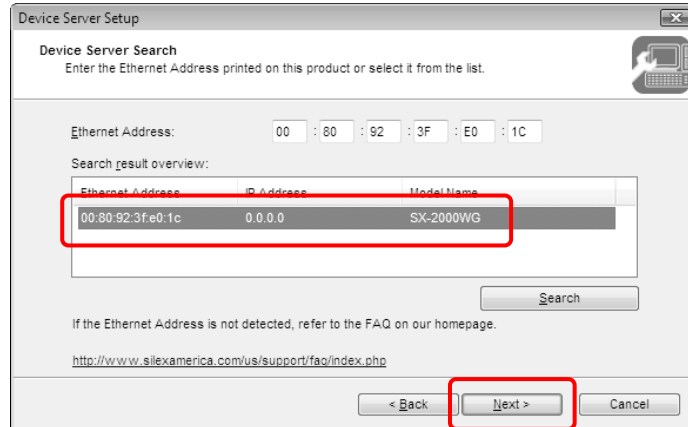 Device Server Setup
Device Server Search
Enter the Ethernet Address printed on this product or select it from the list.
Ethernet Address: 00 : 80 : 92 : 3F : E0 : 1C
Search result overview:
Ethernet Address IP Address Model Name
00:80:92:3f:e0:1c 0.0.0.0 SX-2000WG
Search
If the Ethernet Address is not detected, refer to the FAQ on our homepage.
http://www.silexamerica.com/us/support/faq/index.php
< Back Next > Cancel